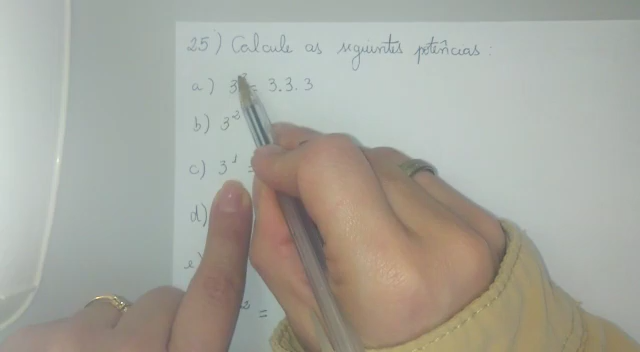 25) Calcule as seguintes potências:
a) 3 = 3.3.3
b) 3
c) 3¹ =
d)
e)
=